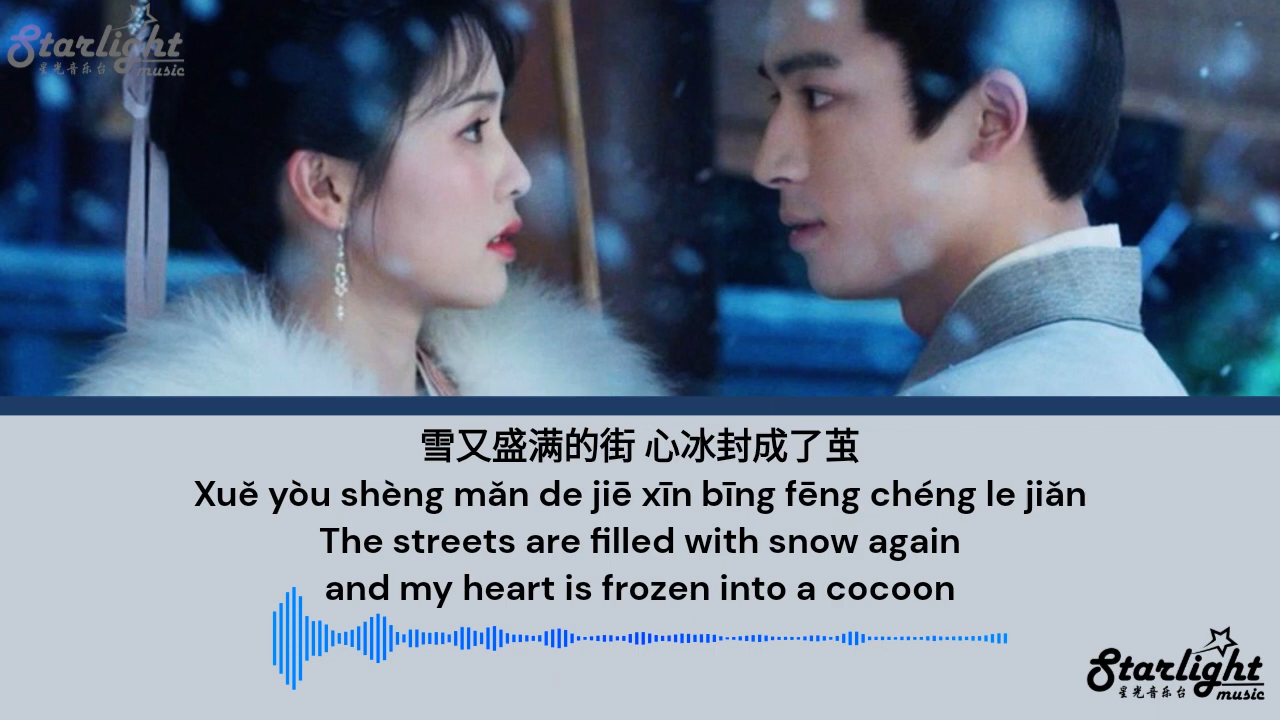 Starlight
星光音乐台 music
雪又盛满的街 心冰封成了茧
Xuě yòu shèng mǎn de jiē xīn bīng fēng chéng le jiǎn
The streets are filled with snow again
and my heart is frozen into a cocoon
Starlight
星光音乐台 music